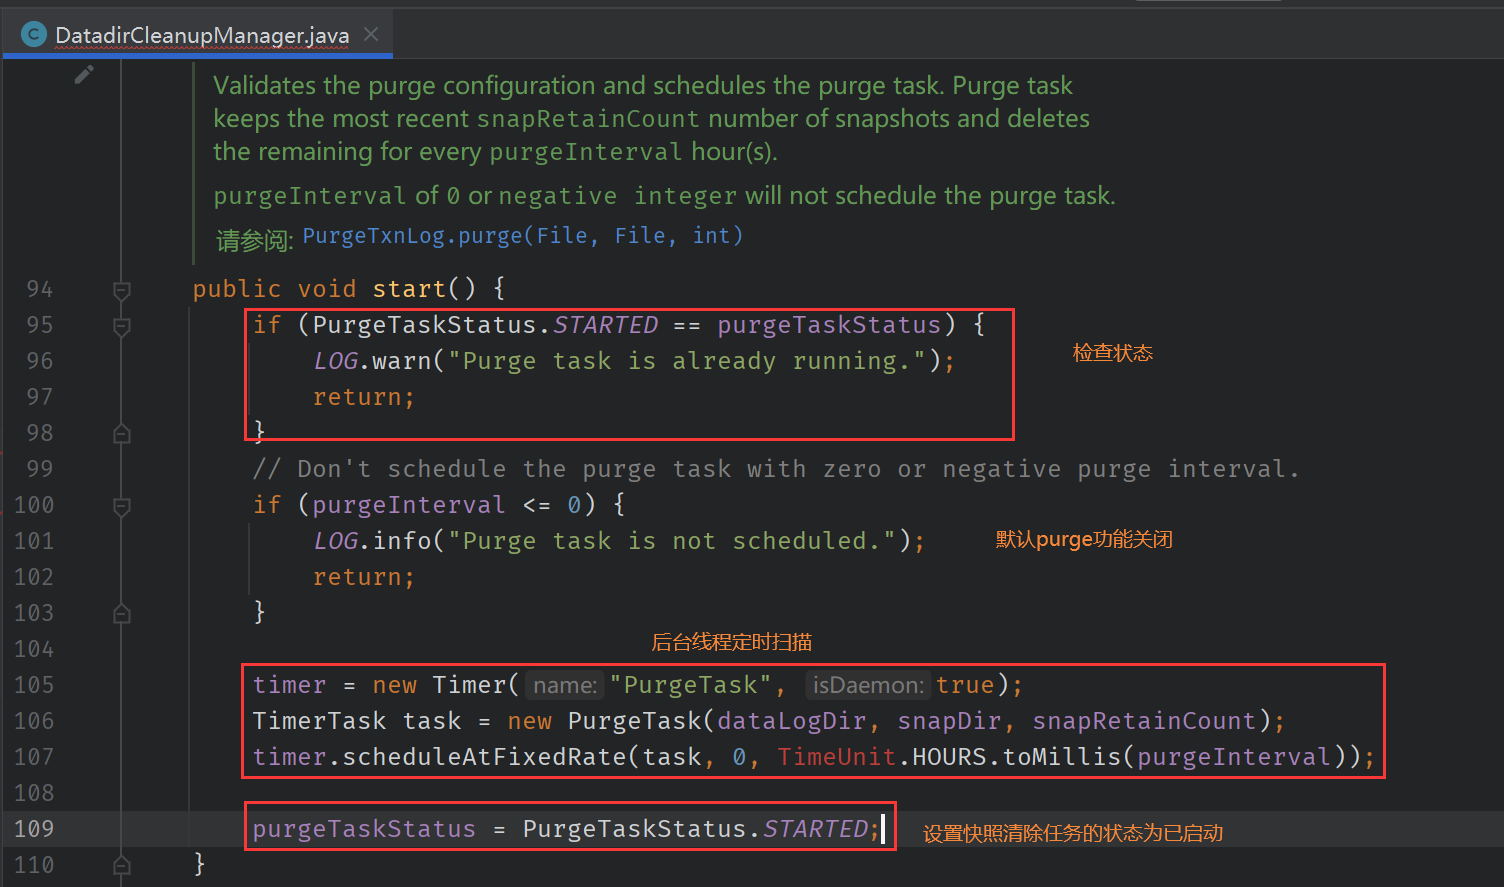 DatadirCleanupManager.java
Validates the purge configuration and schedules the purge task. Purge task
keeps the most recent snapRetainCount number of snapshots and deletes
the remaining for every purgeInterval hour(s).
purgeInterval of 0 or negative integer will not schedule the purge task.
请参阅: PurgeTxnLog.purge(File, File, int)
94 public void start() {
95 if (PurgeTaskStatus.STARTED == purgeTaskStatus) {
检查状态
96 LOG.warn("Purge task is already running.");
97 return;
98 }
99 // Don't schedule the purge task with zero or negative purge interval.
100 if (purgeInterval <= 0) {
101 LOG.info("Purge task is not scheduled."); 默认purge功能关闭
102 return;
103 }
104 后台线程定时扫描
105 timer = new Timer( name: "PurgeTask", isDaemon: true);
106 TimerTask task = new PurgeTask(dataLogDir, snapDir, snapRetainCount);
107 timer.scheduleAtFixedRate(task, 0, TimeUnit.HOURS.toMillis(purgeInterval));
108
109 purgeTaskStatus = PurgeTaskStatus.STARTED; 设置快照清除任务的状态为已启动
110 }